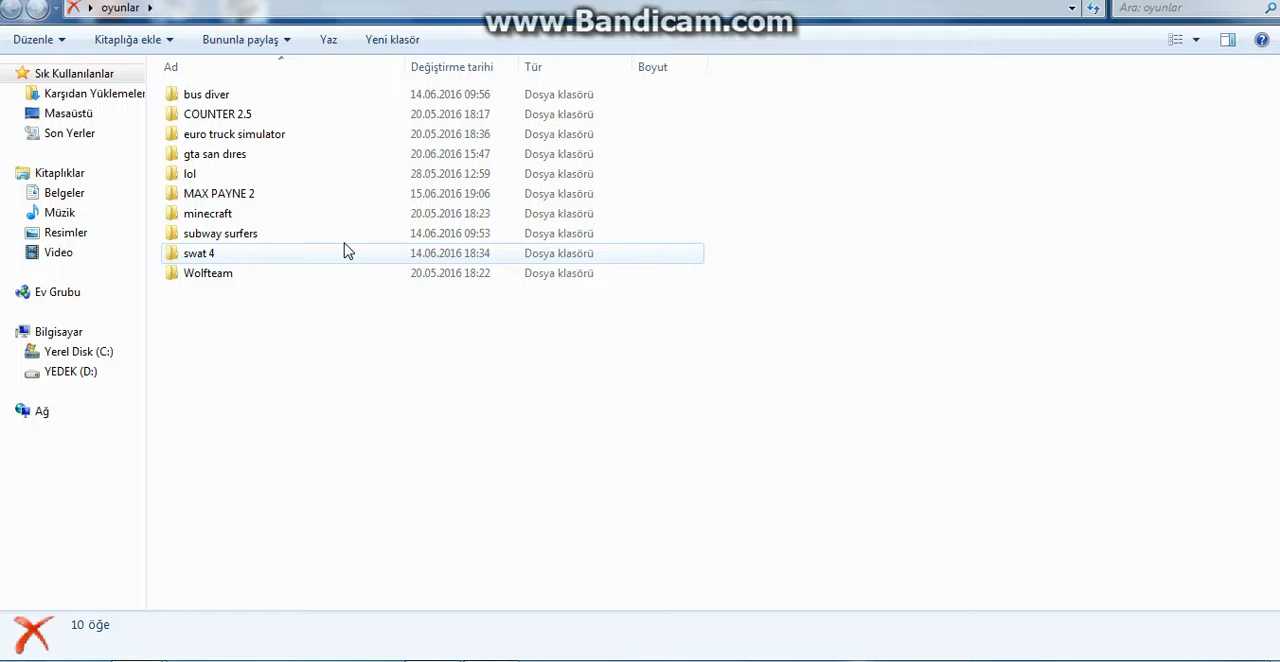 oyunlar
www.Bandicam.com
Ara: oyunlar
Düzenle
Kitaplığa ekle
Bununla paylaş
Yaz
Yeni klasör
Ad
Değiştirme tarihi
Tür
Boyut
Sık Kullanılanlar
Karşıdan Yüklemeler
Masaüstü
Son Yerler
Kitaplıklar
Belgeler
Müzik
Resimler
Video
Ev Grubu
Bilgisayar
Yerel Disk (C:)
YEDEK (D:)
Ağ
bus diver 14.06.2016 09:56 Dosya klasörü
COUNTER 2.5 20.05.2016 18:17 Dosya klasörü
euro truck simulator 20.05.2016 18:36 Dosya klasörü
gta san dıres 20.06.2016 15:47 Dosya klasörü
lol 28.05.2016 12:59 Dosya klasörü
MAX PAYNE 2 15.06.2016 19:06 Dosya klasörü
minecraft 20.05.2016 18:23 Dosya klasörü
subway surfers 14.06.2016 09:53 Dosya klasörü
swat 4 14.06.2016 18:34 Dosya klasörü
Wolfteam 20.05.2016 18:22 Dosya klasörü
10 öğe